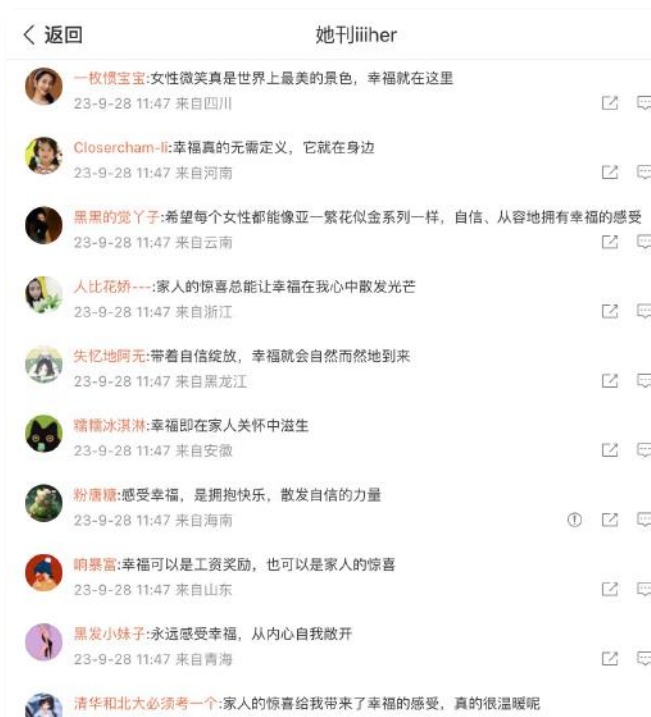 返回
她刊iiiher
一枚惯宝宝:女性微笑真是世界上最美的景色，幸福就在这里
23-9-28 11:47 来自四川
Closercham-li:幸福真的无需定义，它就在身边
23-9-28 11:47 来自河南
黑黑的觉丫子:希望每个女性都能像亚一繁花似金系列一样，自信、从容地拥有幸福的感受
23-9-28 11:47 来自云南
人比花娇---:家人的惊喜总能让幸福在我心中散发光芒
23-9-28 11:47 来自浙江
失忆地阿无:带着自信绽放，幸福就会自然而然地到来
23-9-28 11:47 来自黑龙江
糯糯冰淇淋:幸福即在家人关怀中滋生
23-9-28 11:47 来自安徽
粉唐糖:感受幸福，是拥抱快乐，散发自信的力量
23-9-28 11:47 来自海南
响暴富:幸福可以是工资奖励，也可以是家人的惊喜
23-9-28 11:47 来自山东
黑发小妹子:永远感受幸福，从内心自我敞开
23-9-28 11:47 来自青海
清华和北大必须考一个:家人的惊喜给我带来了幸福的感受，真的很温暖呢